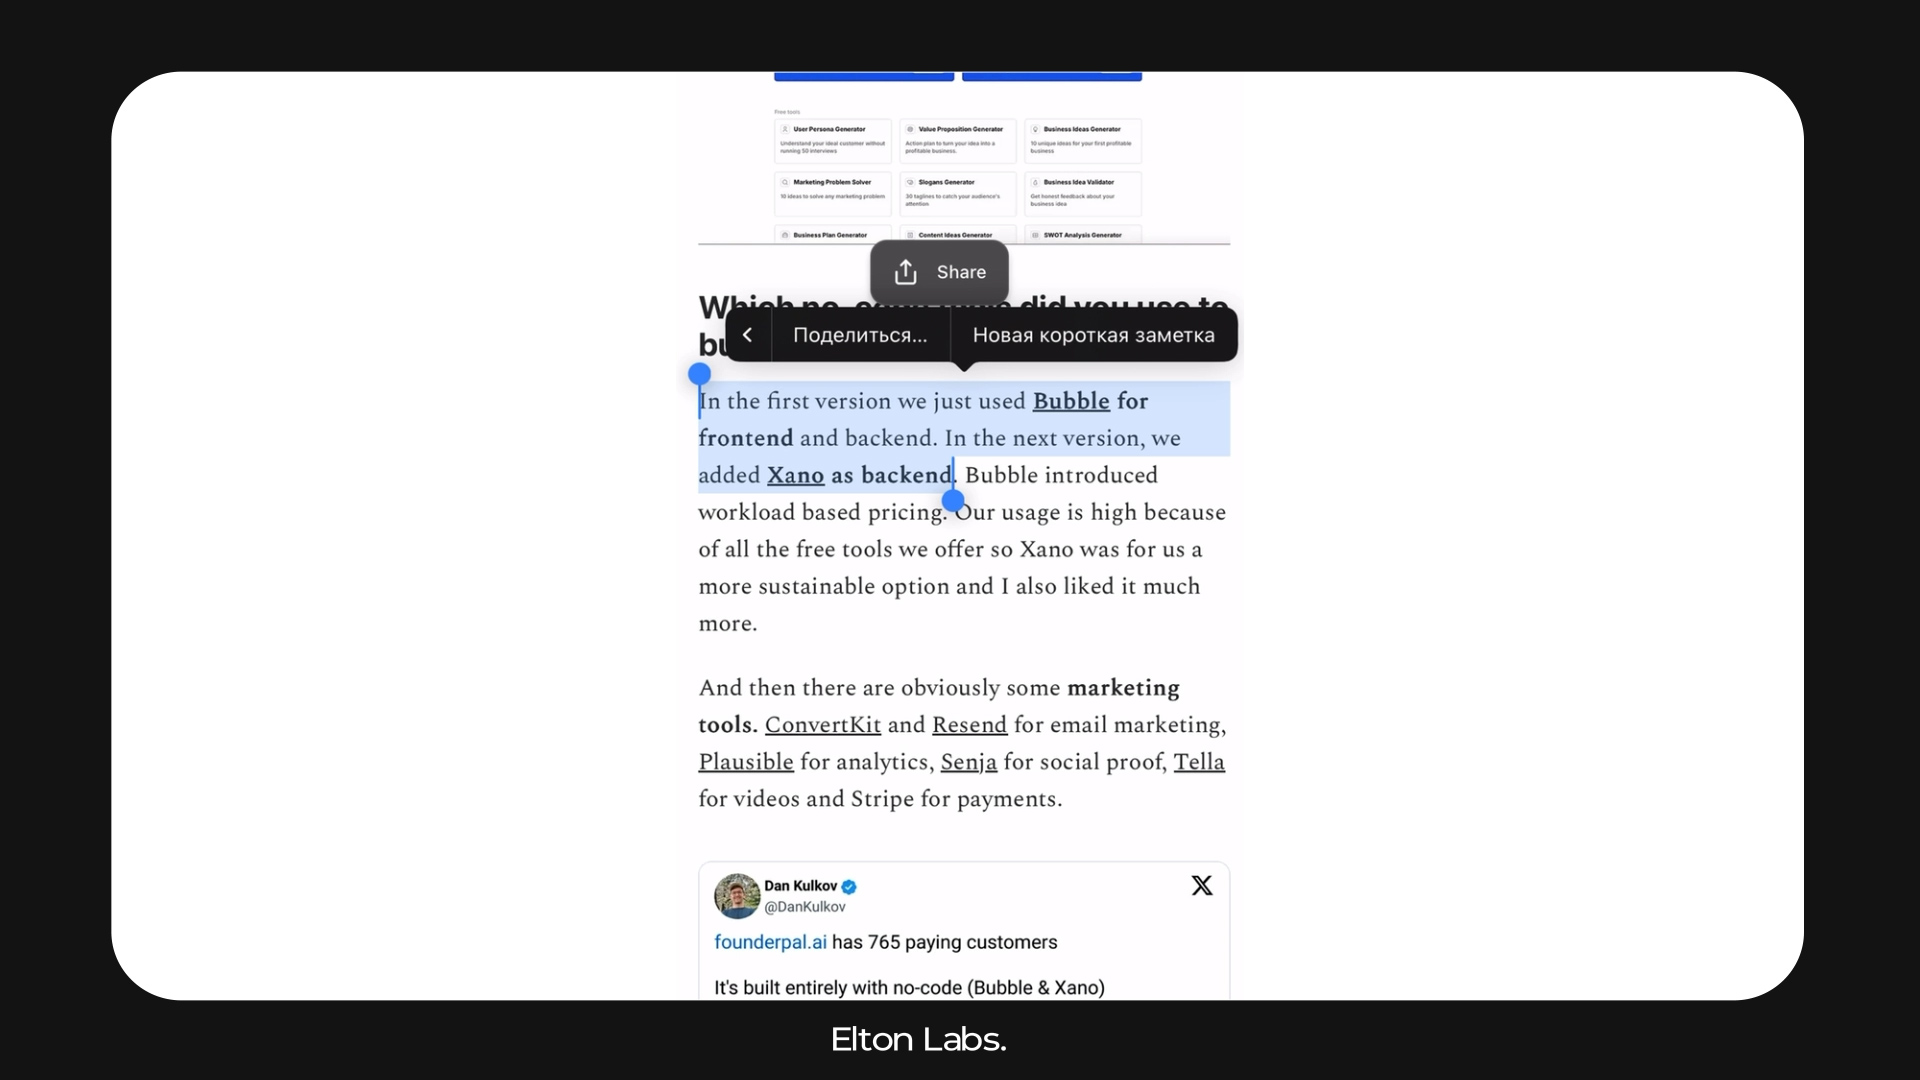 Free tools
User Persona Generator
Understand your ideal customer without
running 50 interviews
Value Proposition Generator
Action plan to turn your idea into a
profitable business.
Business Ideas Generator
10 unique ideas for your first profitable
business
Marketing Problem Solver
10 ideas to solve any marketing problem
Slogans Generator
30 taglines to catch your audience's
attention
Business Idea Validator
Get honest feedback about your
business idea
Business Plan Generator
Content Ideas Generator
SWOT Analysis Generator
Share
Which no- did you use to
Поделиться...
Новая короткая заметка
In the first version we just used Bubble for
frontend and backend. In the next version, we
added Xano as backend. Bubble introduced
workload based pricing. Our usage is high because
of all the free tools we offer so Xano was for us a
more sustainable option and I also liked it much
more.
And then there are obviously some marketing
tools. ConvertKit and Resend for email marketing,
Plausible for analytics, Senja for social proof, Tella
for videos and Stripe for payments.
Dan Kulkov
@DanKulkov
founderpal.ai has 765 paying customers
It's built entirely with no-code (Bubble & Xano)
Elton Labs.